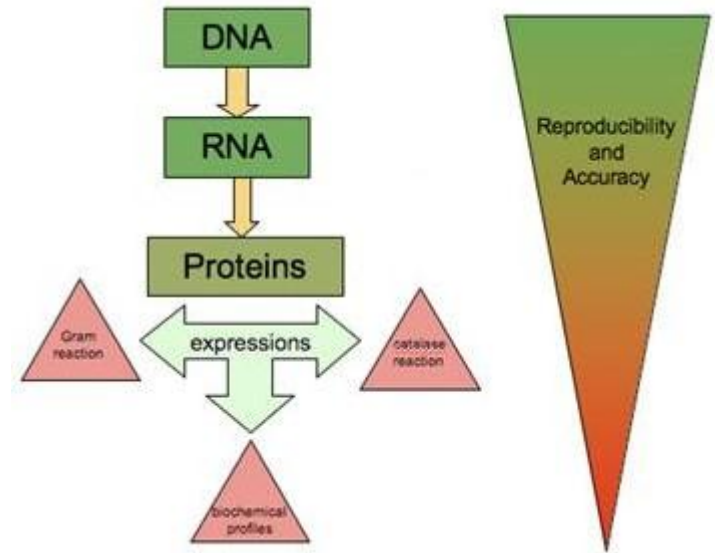 DNA
RNA
Proteins
Gram
reaction
expressions
catalase
reaction
biochemical
profiles
Reproducibility
and
Accuracy